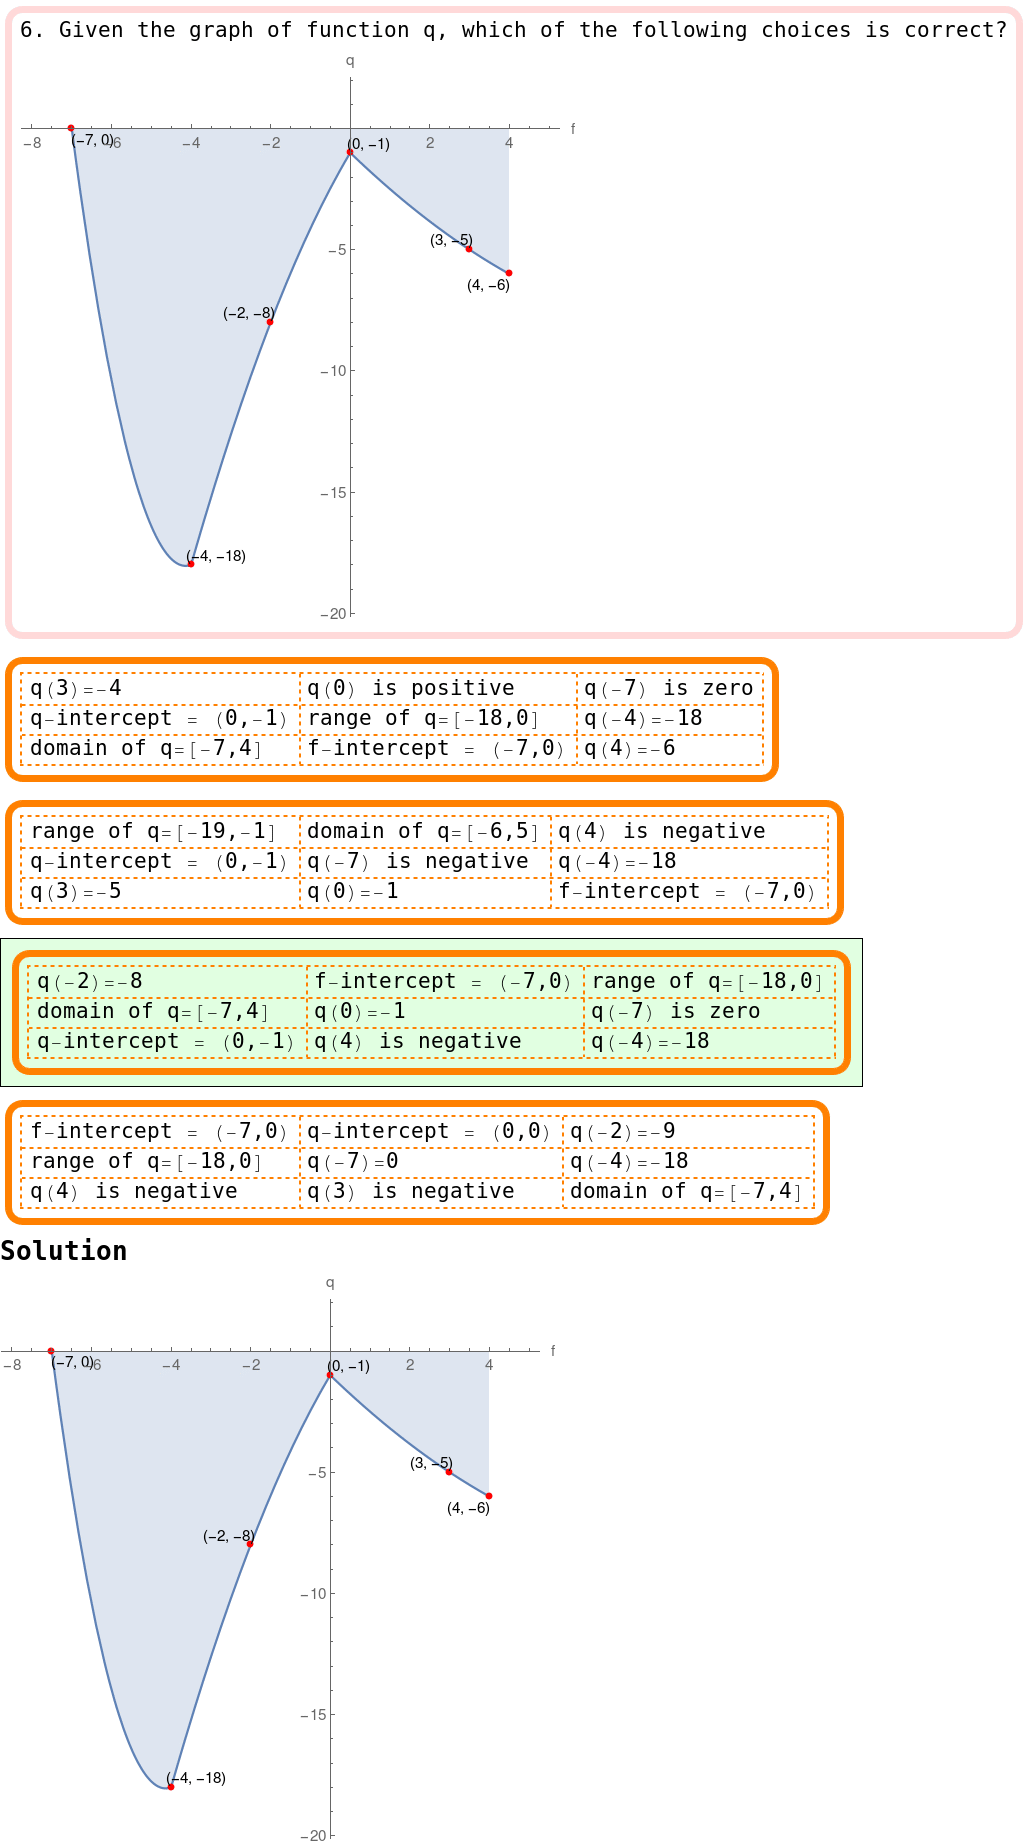 6. Given the graph of function q, which of the following choices is correct?
q
f
−8 −6 −4 −2 2 4
(−7, 0)
(0, −1)
(3, −5)
−5
(4, −6)
(−2, −8)
−10
−15
(−4, −18)
−20
q(3)=-4 q(0) is positive q(-7) is zero
q-intercept = (0,-1) range of q=[-18,0] q(-4)=-18
domain of q=[-7,4] f-intercept = (-7,0) q(4)=-6
range of q=[-19,-1] domain of q=[-6,5] q(4) is negative
q-intercept = (0,-1) q(-7) is negative q(-4)=-18
q(3)=-5 q(0)=-1 f-intercept = (-7,0)
q(-2)=-8 f-intercept = (-7,0) range of q=[-18,0]
domain of q=[-7,4] q(0)=-1 q(-7) is zero
q-intercept = (0,-1) q(4) is negative q(-4)=-18
f-intercept = (-7,0) q-intercept = (0,0) q(-2)=-9
range of q=[-18,0] q(-7)=0 q(-4)=-18
q(4) is negative q(3) is negative domain of q=[-7,4]
Solution
q
f
−8 −6 −4 −2 2 4
(−7, 0)
(0, −1)
(3, −5)
−5
(4, −6)
(−2, −8)
−10
−15
(−4, −18)
−20